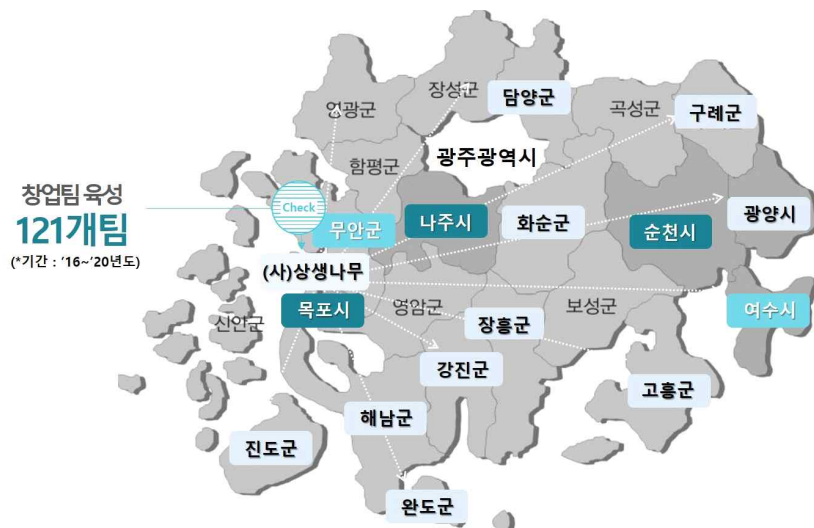 영광군
장성군
담양군
곡성군
구례군
함평군
광주광역시
창업팀 육성
121개팀
(*기간 : ‘16~‘20년도)
Check
무안군
나주시
화순군
순천시
광양시
(사)상생나무
목포시
신안군
영암군
장흥군
보성군
여수시
강진군
고흥군
해남군
진도군
완도군